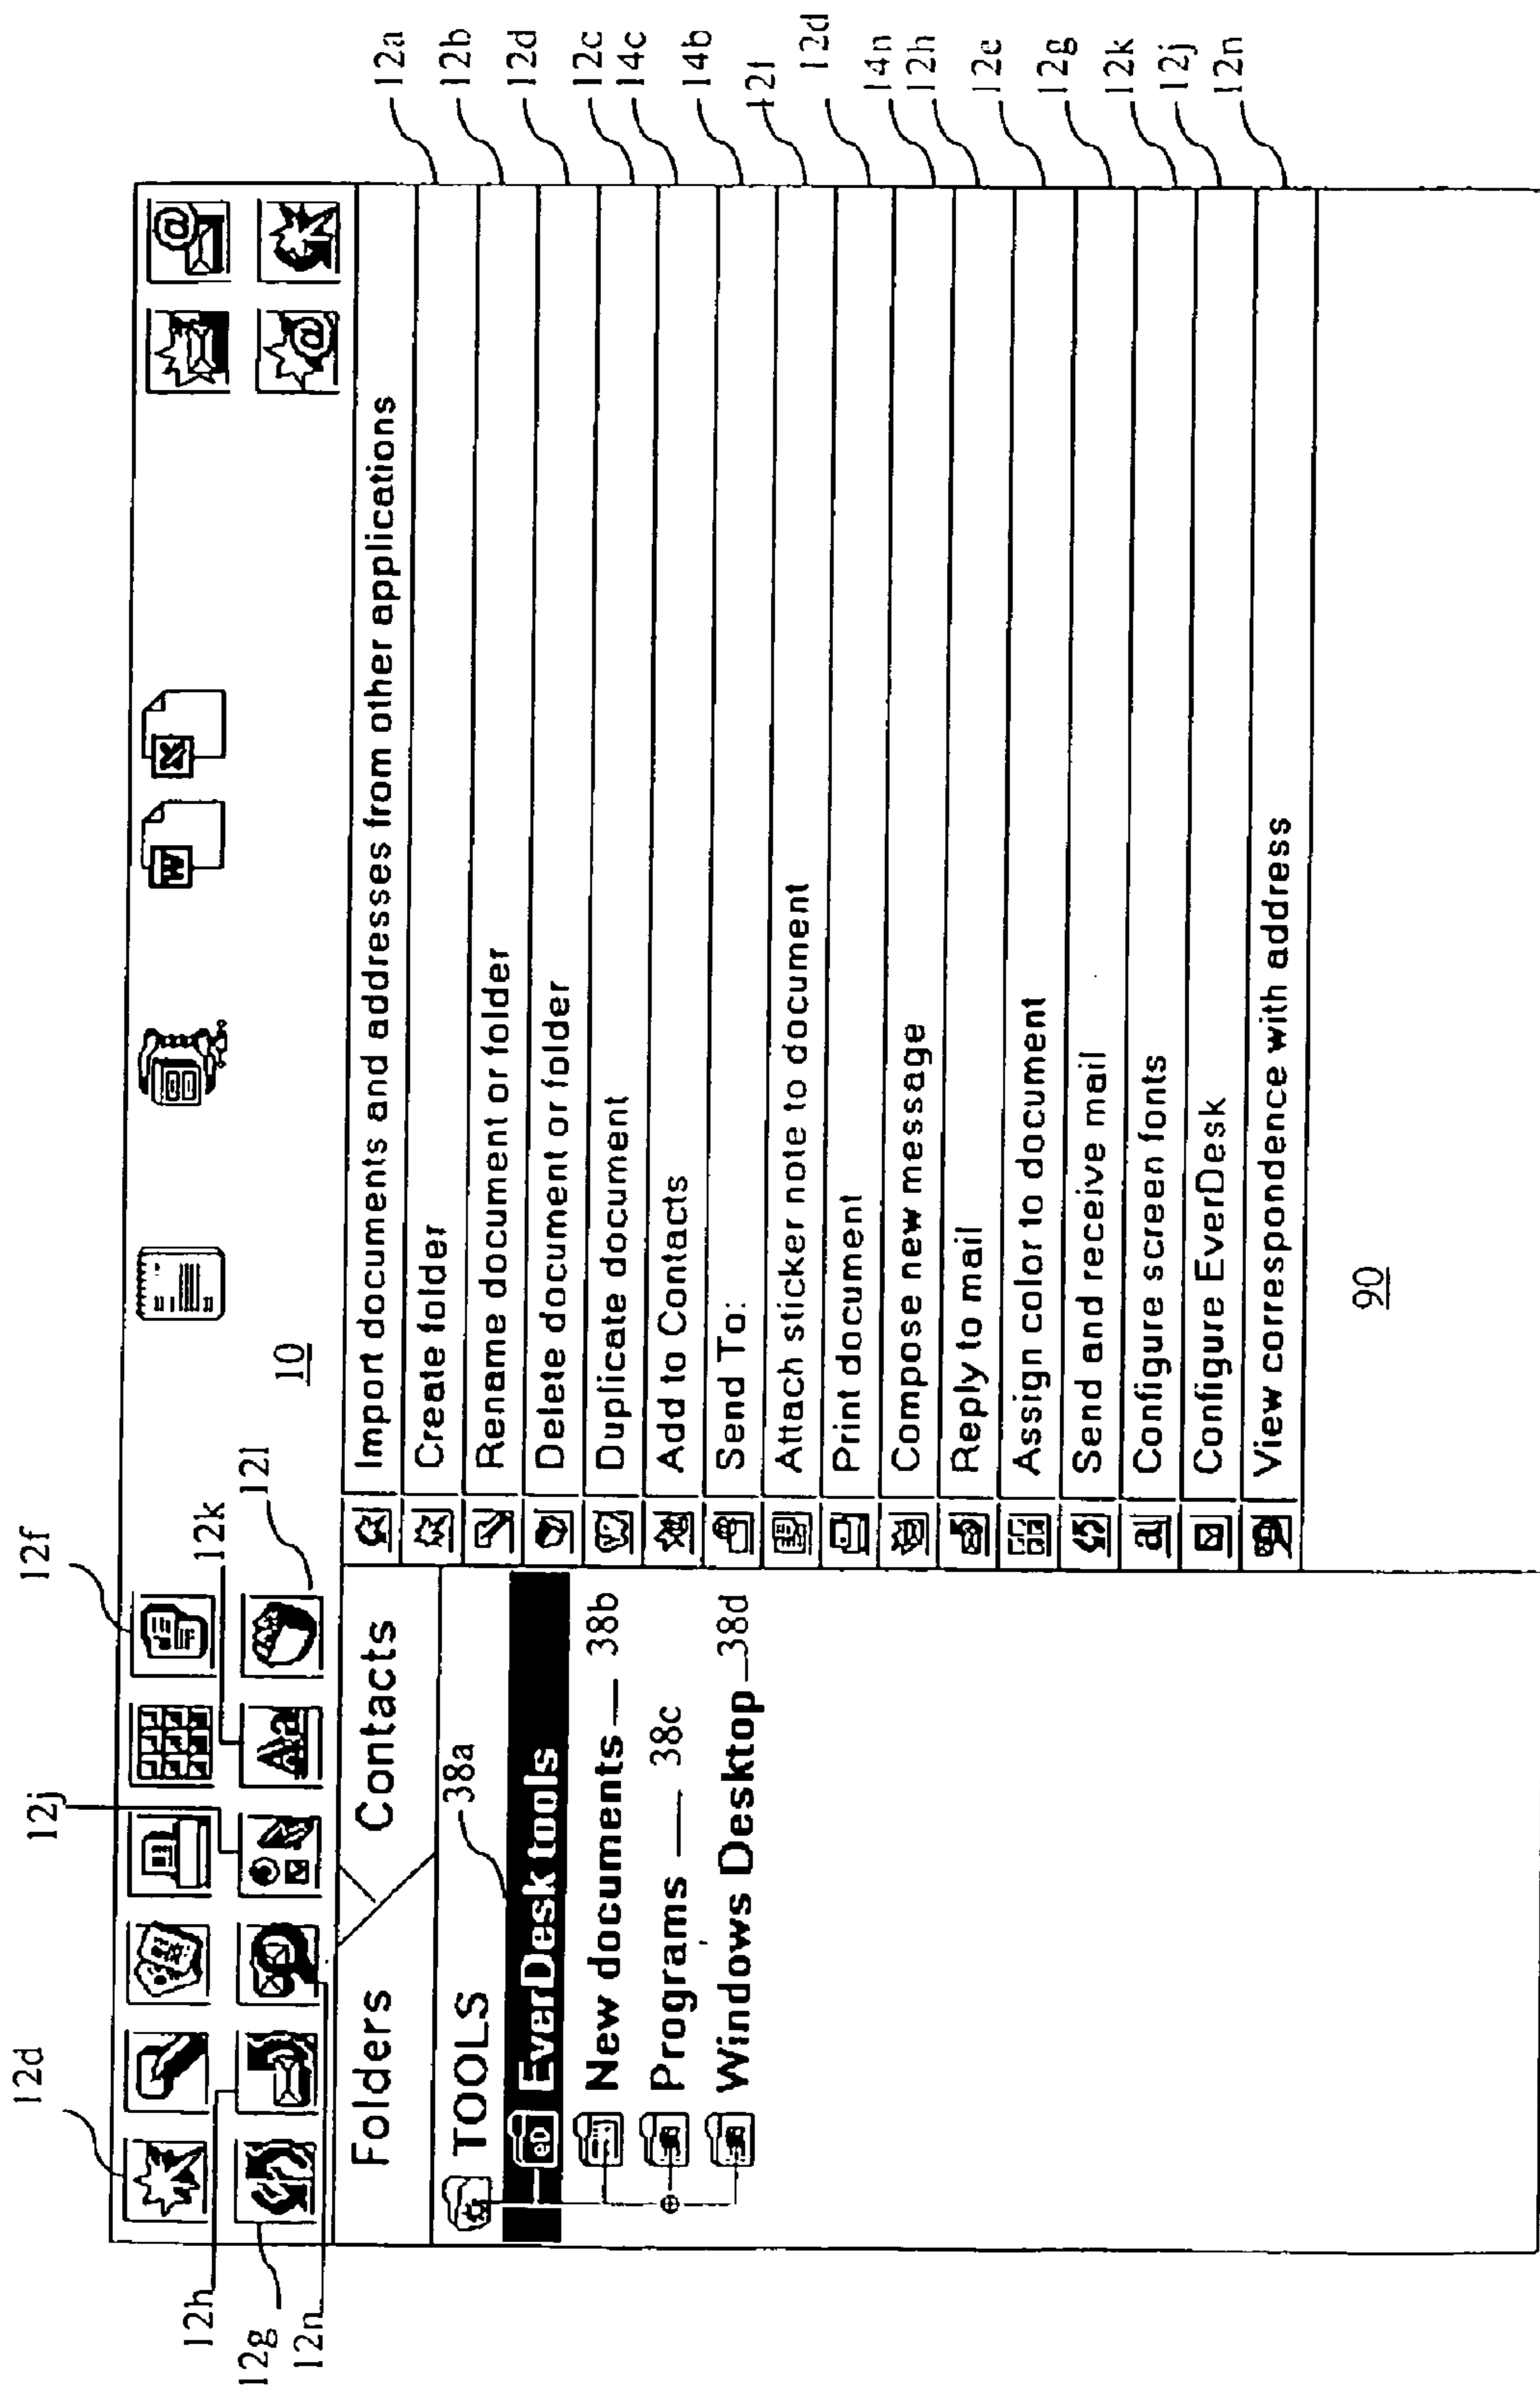 12d
12h
12g
12n
12j
12f
12k
12l
10
W
X
@
@
Aa
Folders
Contacts
TOOLS
38a
eD EverDesk tools
New documents — 38b
Programs — 38c
Windows Desktop 38d
Import documents and addresses from other applications 12a
Create folder 12b
Rename document or folder 12d
Delete document or folder 12c
Duplicate document 14c
Add to Contacts 14b
Send To: 12f
Attach sticker note to document 12d
Print document 14n
Compose new message 12h
Reply to mail 12e
Assign color to document 12g
Send and receive mail 12k
a Configure screen fonts 12j
Configure EverDesk 12n
View correspondence with address
90